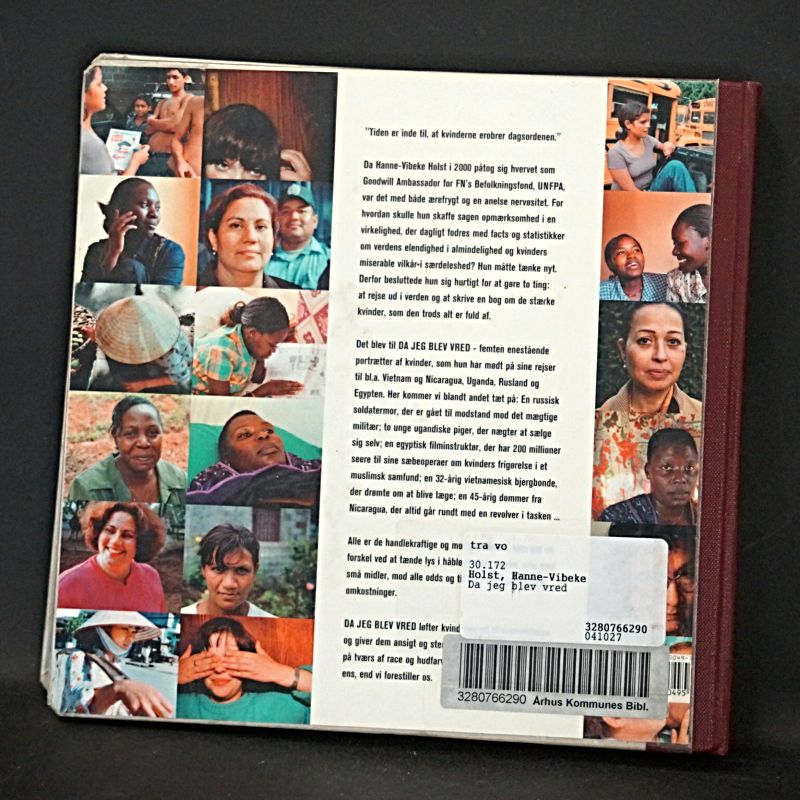 "Tiden er inde til, at kvinderne erobrer dagsordenen."
Da Hanne-Vibeke Holst i 2000 påtog sig hvervet som
Goodwill Ambassador for FN's Befolkningsfond, UNFPA,
var det med både ærefrygt og en anelse nervøsitet. For
hvordan skulle hun skaffe sagen opmærksomhed i en
virkelighed, der dagligt fodres med facts og statistikker
om verdens elendighed i almindelighed og kvinders
miserable vilkår i særdeleshed? Hun måtte tænke nyt.
Derfor besluttede hun sig hurtigt for at gøre to ting:
at rejse ud i verden og at skrive en bog om de stærke
kvinder, som den trods alt er fuld af.
Det blev til DA JEG BLEV VRED - femten enestående
portrætter af kvinder, som hun har mødt på sine rejser
til bl.a. Vietnam og Nicaragua, Uganda, Rusland og
Egypten. Her kommer vi blandt andet tæt på: En russisk
soldatermor, der er gået til modstand mod det mægtige
militær; to unge ugandiske piger, der nægter at sælge
sig selv; en egyptisk filminstruktør, der har 200 millioner
seere til sine sæbeoperaer om kvinders frigørelse i et
muslimsk samfund; en 32-årig vietnamesisk bjergbonde,
der drømte om at blive læge; en 45-årig dommer fra
Nicaragua, der altid går rundt med en revolver i tasken ...
Alle er de handlekraftige og
forskel ved at tænde lys i
små midler, mod alle odds og
omkostninger.
DA JEG BLEV VRED løfter
og giver dem ansigt og
på tværs af race og
ens, end vi forestiller os.
tra vo
30.172
Holst, Hanne-Vibeke
Da jeg blev vred
3280766290
041027
3280766290 Århus Kommunes Bibl.